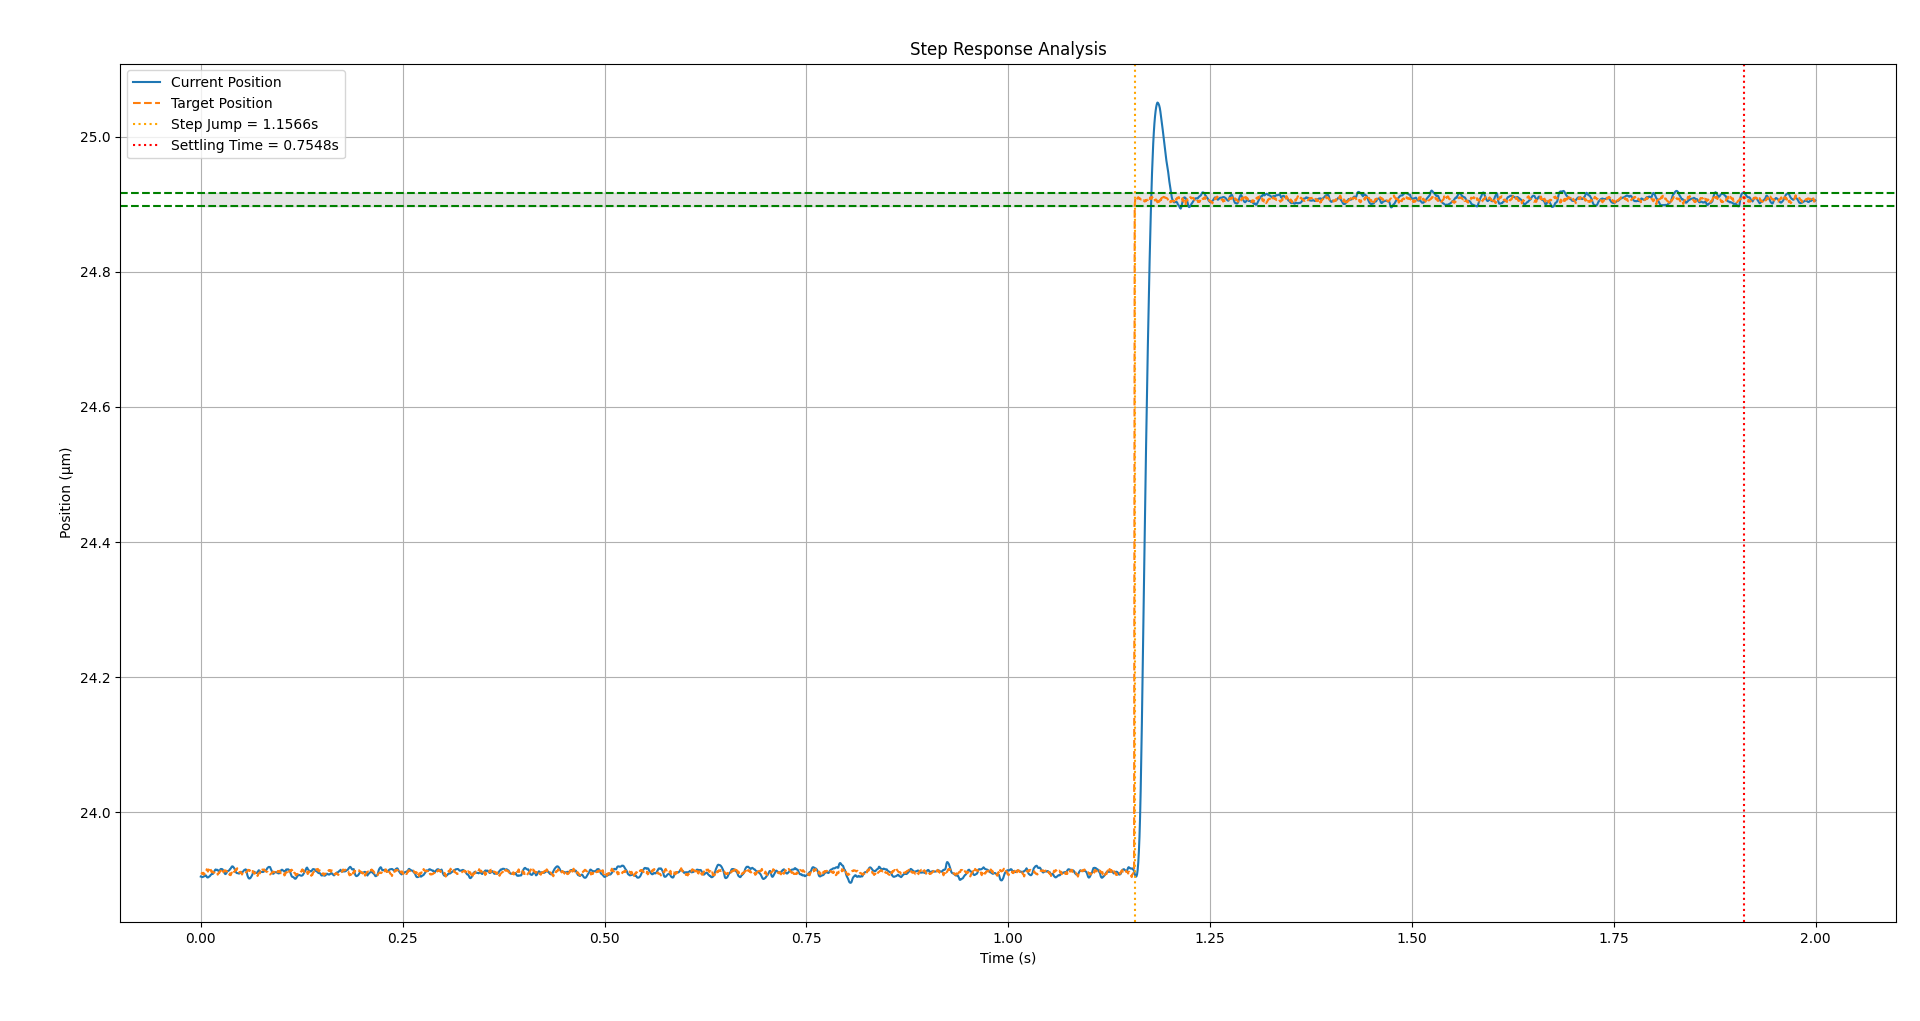 Step Response Analysis
Current Position
Target Position
Step Jump = 1.1566s
Settling Time = 0.7548s
25.0
24.8
24.6
24.4
24.2
24.0
Position (μm)
0.00 0.25 0.50 0.75 1.00 1.25 1.50 1.75 2.00
Time (s)